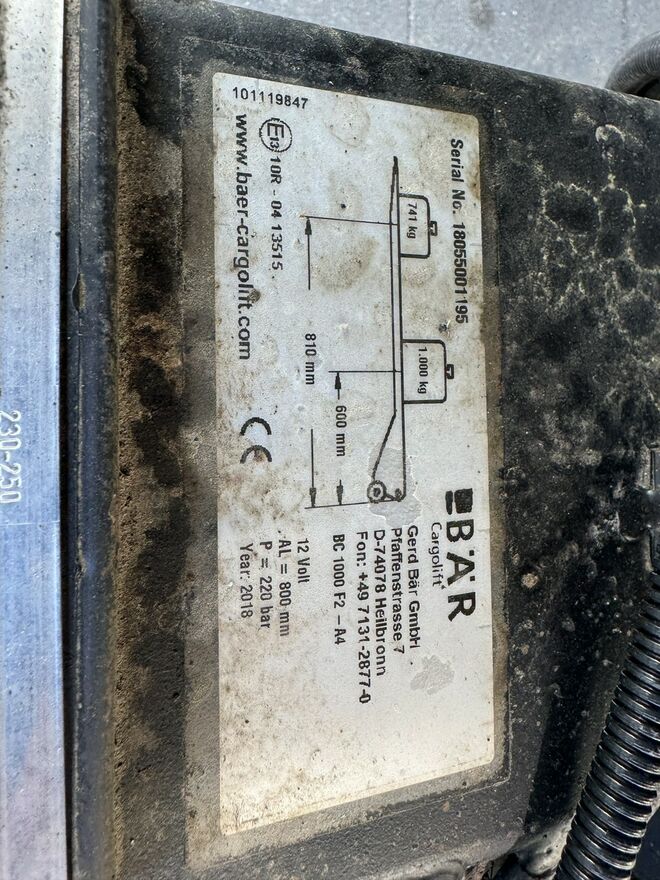 BÄR
Cargolift
Gerd Bär GmbH
Pfaffenstrasse 7
D-74078 Heilbronn
Fon: +49 7131-2877-0
BC 1000 F2 – A4
12 Volt
AL = 800 mm
P = 220 bar
Year: 2018
Serial No. 18055001195
741 kg
1.000 kg
600 mm
810 mm
E13 10R - 04 13515
CE
www.baer-cargolift.com
101119847
230-250